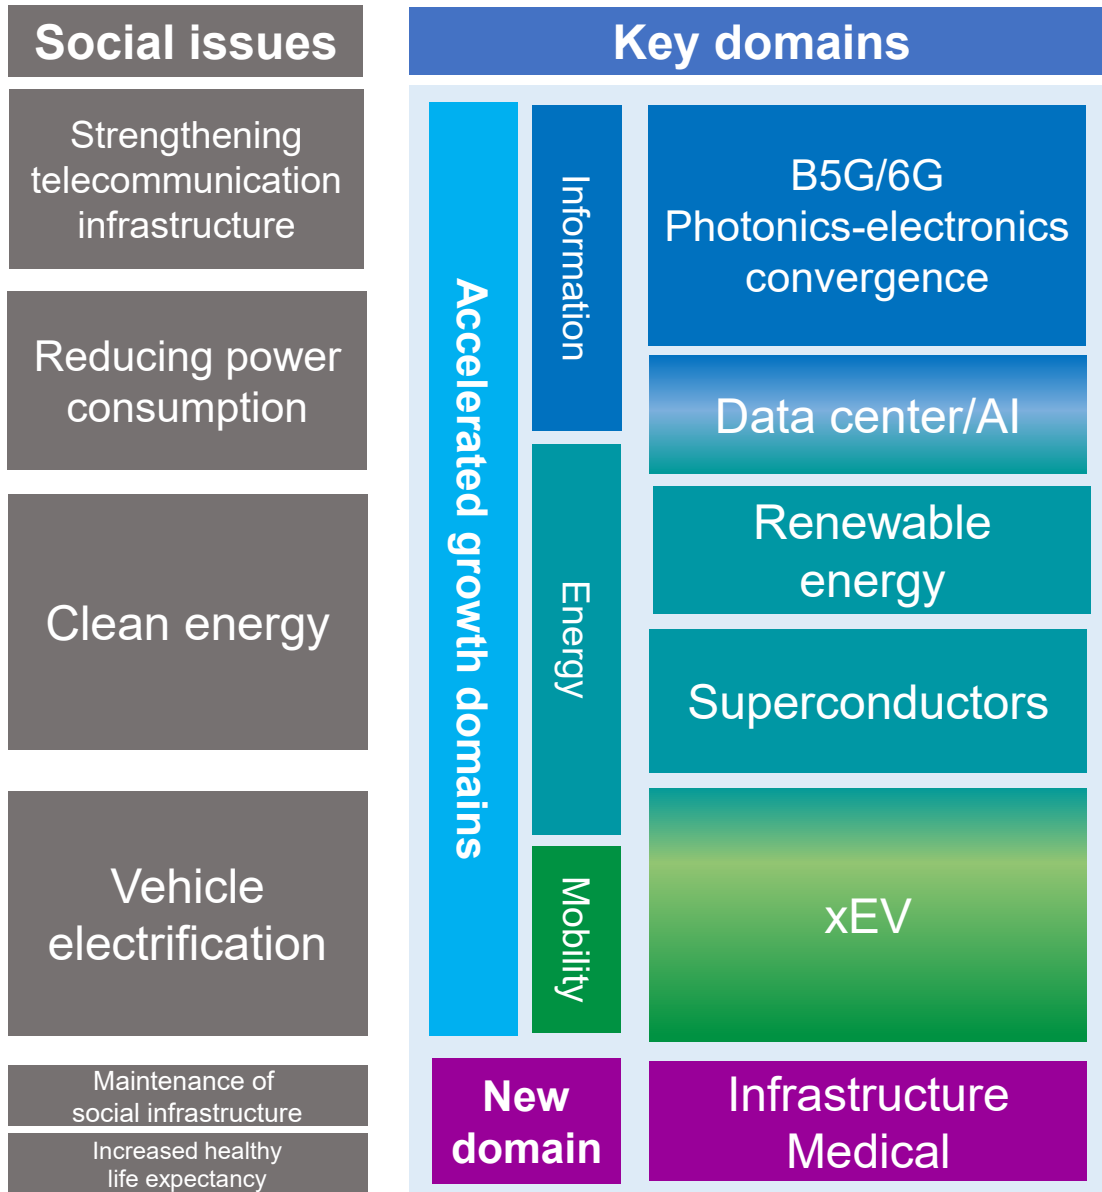 Social issues
Key domains
Strengthening
telecommunication
infrastructure
Reducing power
consumption
Clean energy
Vehicle
electrification
Maintenance of
social infrastructure
Increased healthy
life expectancy
Accelerated growth domains
Information
Energy
Mobility
B5G/6G
Photonics-electronics
convergence
Data center/AI
Renewable
energy
Superconductors
xEV
New
domain
Infrastructure
Medical